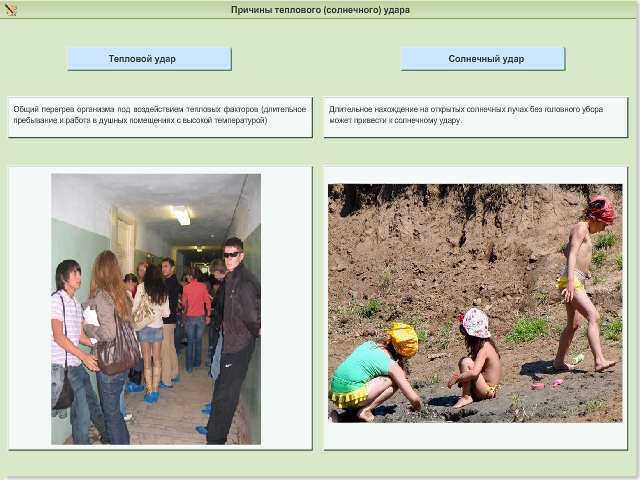 Причины теплового (солнечного) удара
Тепловой удар
Солнечный удар
Общий перегрев организма под воздействием тепловых факторов (длительное
пребывание и работа в душных помещениях с высокой температурой)
Длительное нахождение на открытых солнечных лучах без головного убора
может привести к солнечному удару.